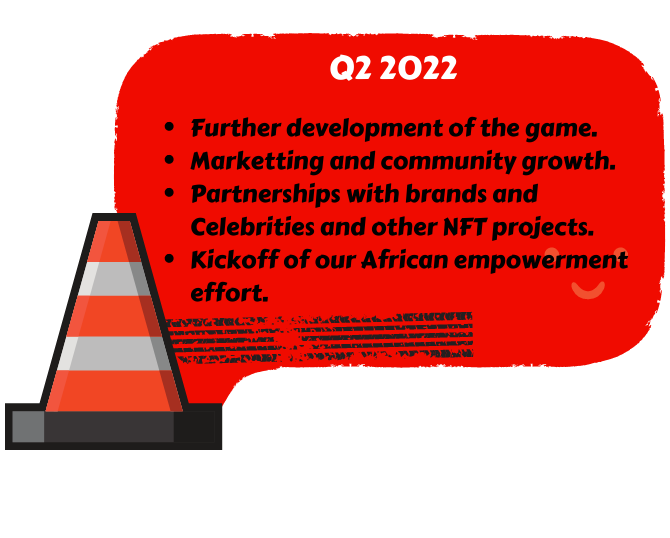 Q2 2022
• Further development of the game.
• Marketting and community growth.
• Partnerships with brands and
Celebrities and other NFT projects.
• Kickoff of our African empowerment
effort.